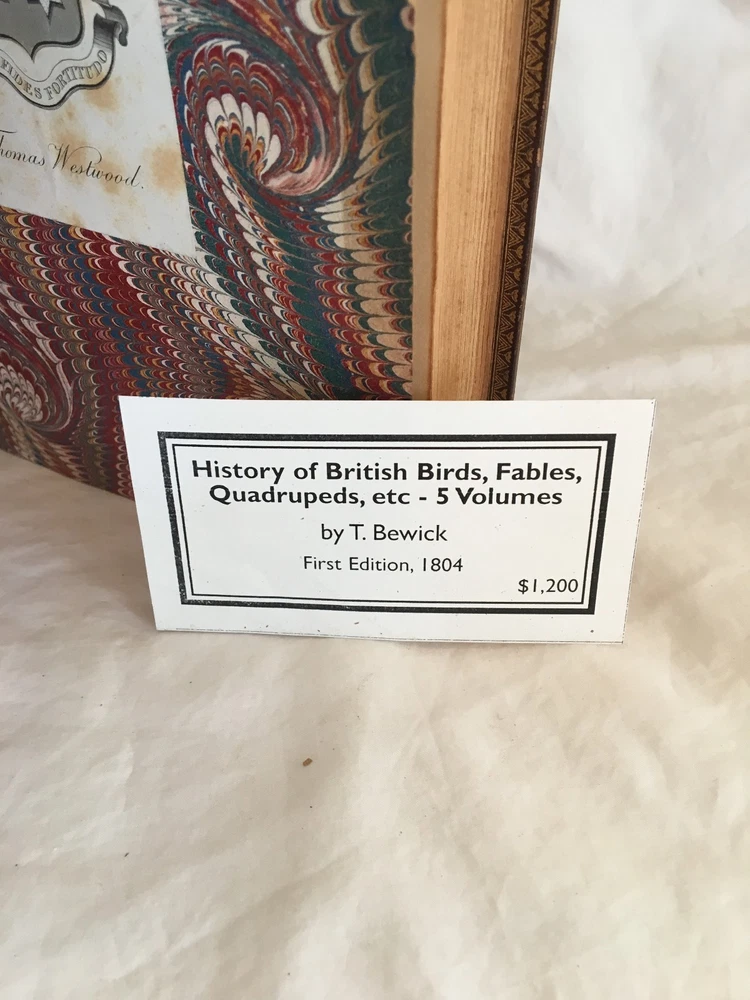 FIDES FORTITUDO
Thomas Westwood.
History of British Birds, Fables,
Quadrupeds, etc - 5 Volumes
by T. Bewick
First Edition, 1804
$1,200